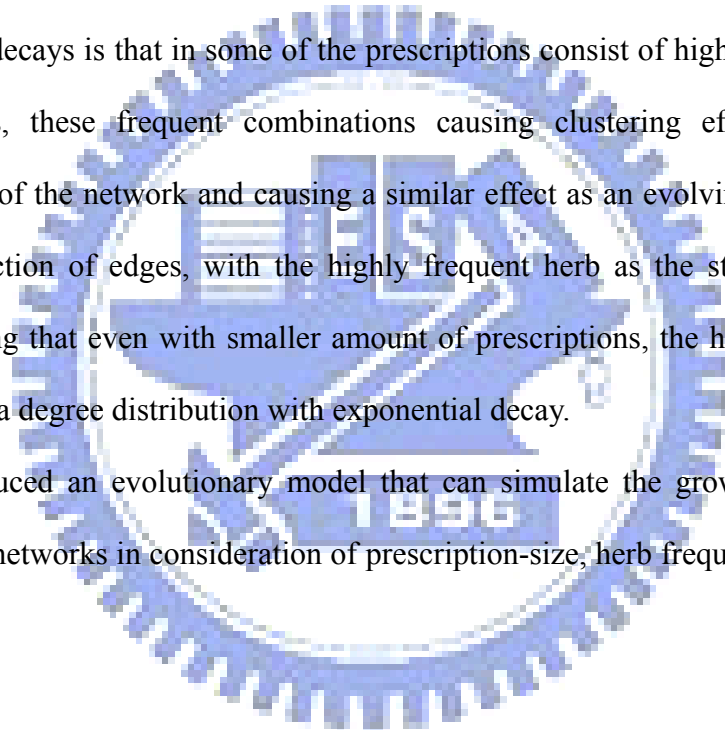 decays is that in some of the prescriptions consist of high
, these frequent combinations causing clustering ef
of the network and causing a similar effect as an evolvin
ction of edges, with the highly frequent herb as the st
ng that even with smaller amount of prescriptions, the h
a degree distribution with exponential decay.
uced an evolutionary model that can simulate the grow
networks in consideration of prescription-size, herb frequ
E S A
1996